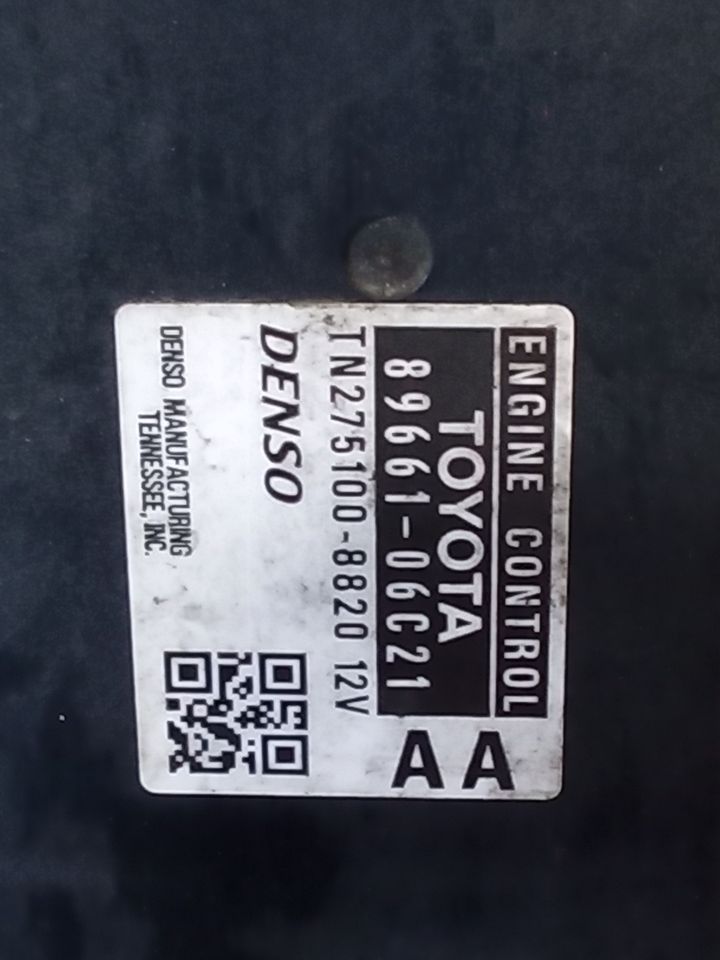 ENGINE CONTROL
TOYOTA
89661-06C21
AA
TN275100-8820 12V
DENSO
DENSO MANUFACTURING
TENNESSEE, INC.